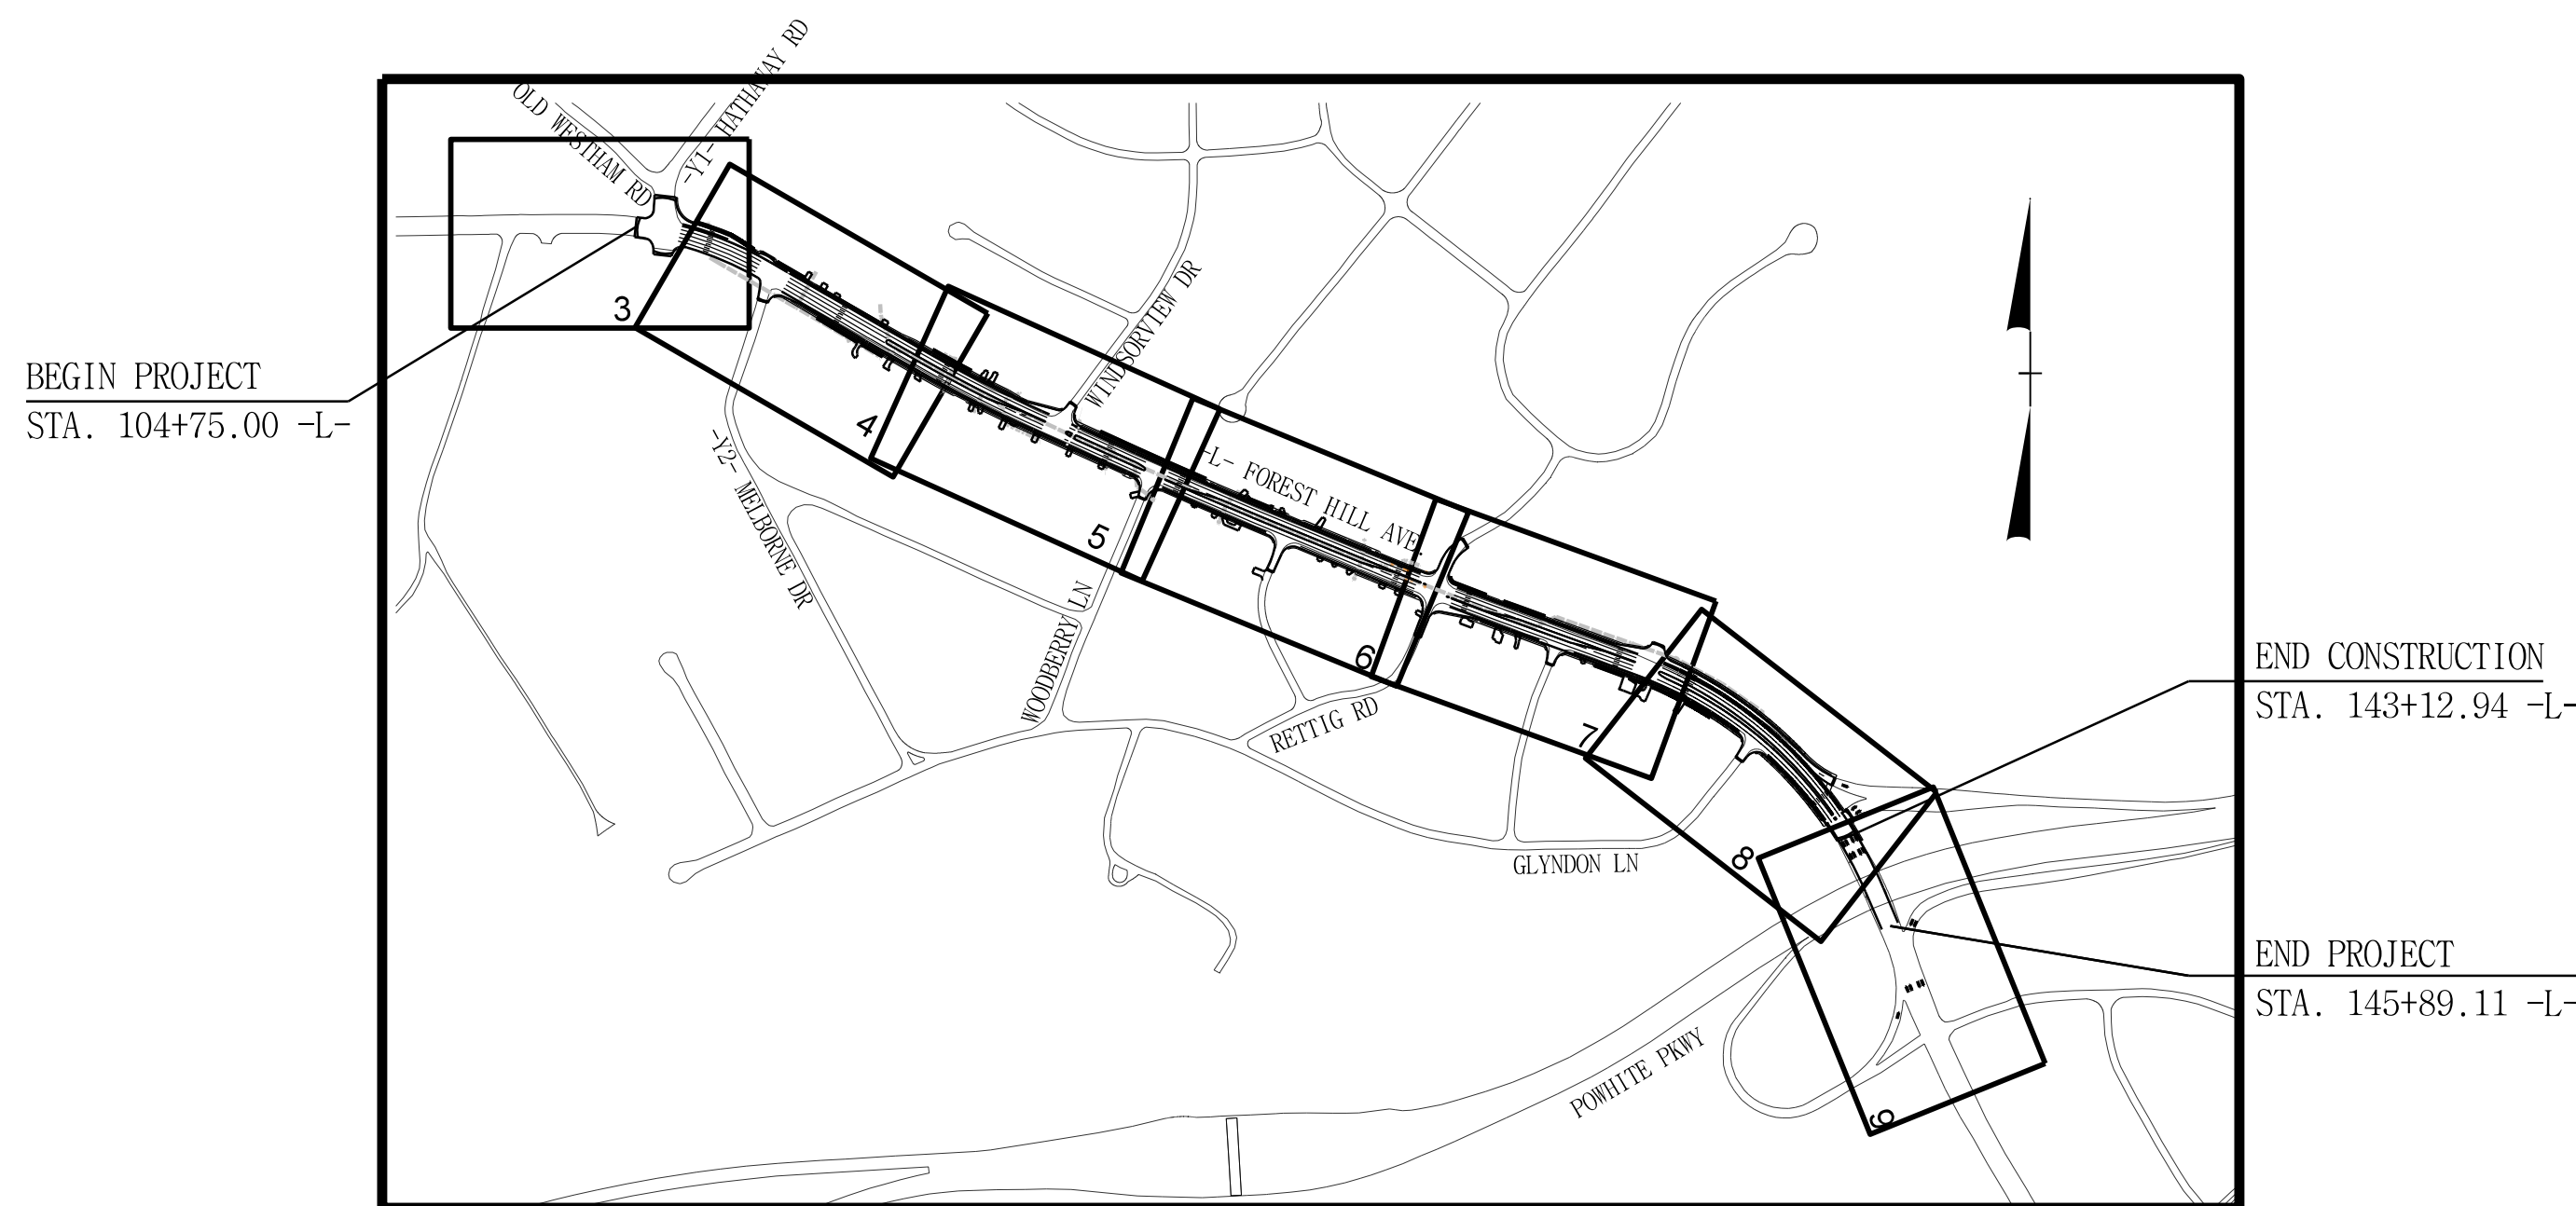 OLD WESTHAM RD
-Y1- HATHAWAY RD
3
BEGIN PROJECT
STA. 104+75.00 -L-
4
WINDSORVIEW DR
-Y2- MELBORNE DR
5
-L- FOREST HILL AVE.
WOODBERRY LN
6
RETTIG RD
7
END CONSTRUCTION
STA. 143+12.94 -L-
8
GLYNDON LN
END PROJECT
STA. 145+89.11 -L-
POWHITE PKWY
9